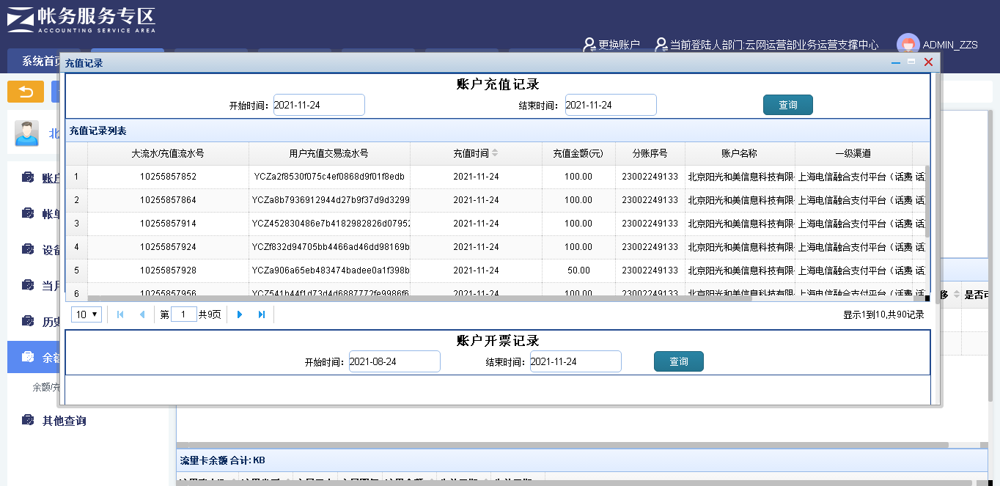 帐务服务专区
ACCOUNTING SERVICE AREA
更换账户 当前登陆人部门:云网运营部业务运营支撑中心 ADMIN_ZZS
系统首页
充值记录
账户充值记录
开始时间: 2021-11-24 结束时间: 2021-11-24 查询
充值记录列表
大流水/充值流水号 用户充值交易流水号 充值时间 充值金额(元) 分账序号 账户名称 一级渠道
1 10255857852 YCZa2f8530f075c4ef0868d9f01f8edb 2021-11-24 100.00 23002249133 北京阳光和美信息科技有限 上海电信融合支付平台（话费 话
2 10255857864 YCZa8b7936912944d27b9f37d9d3299 2021-11-24 100.00 23002249133 北京阳光和美信息科技有限 上海电信融合支付平台（话费 话
3 10255857914 YCZ452830486e7b4182982826d07952 2021-11-24 100.00 23002249133 北京阳光和美信息科技有限 上海电信融合支付平台（话费 话
4 10255857924 YCZf832d94705bb4466ad46dd98169b 2021-11-24 100.00 23002249133 北京阳光和美信息科技有限 上海电信融合支付平台（话费 话
5 10255857928 YCZa906a65eb483474badee0a1f398b 2021-11-24 50.00 23002249133 北京阳光和美信息科技有限 上海电信融合支付平台（话费 话
6 10255857956 YCZ541b44f1d73d4d6887772fe9986f6 2021-11-24 100.00 23002249133 北京阳光和美信息科技有限 上海电信融合支付平台（话费 话
10 第 1 共9页 显示1到10,共90记录
账户开票记录
开始时间: 2021-08-24 结束时间: 2021-11-24 查询
北
账户
帐单
设备
当月
历史
余额
余额/充
其他查询
移 是否可
流里卡余额 合计: KB